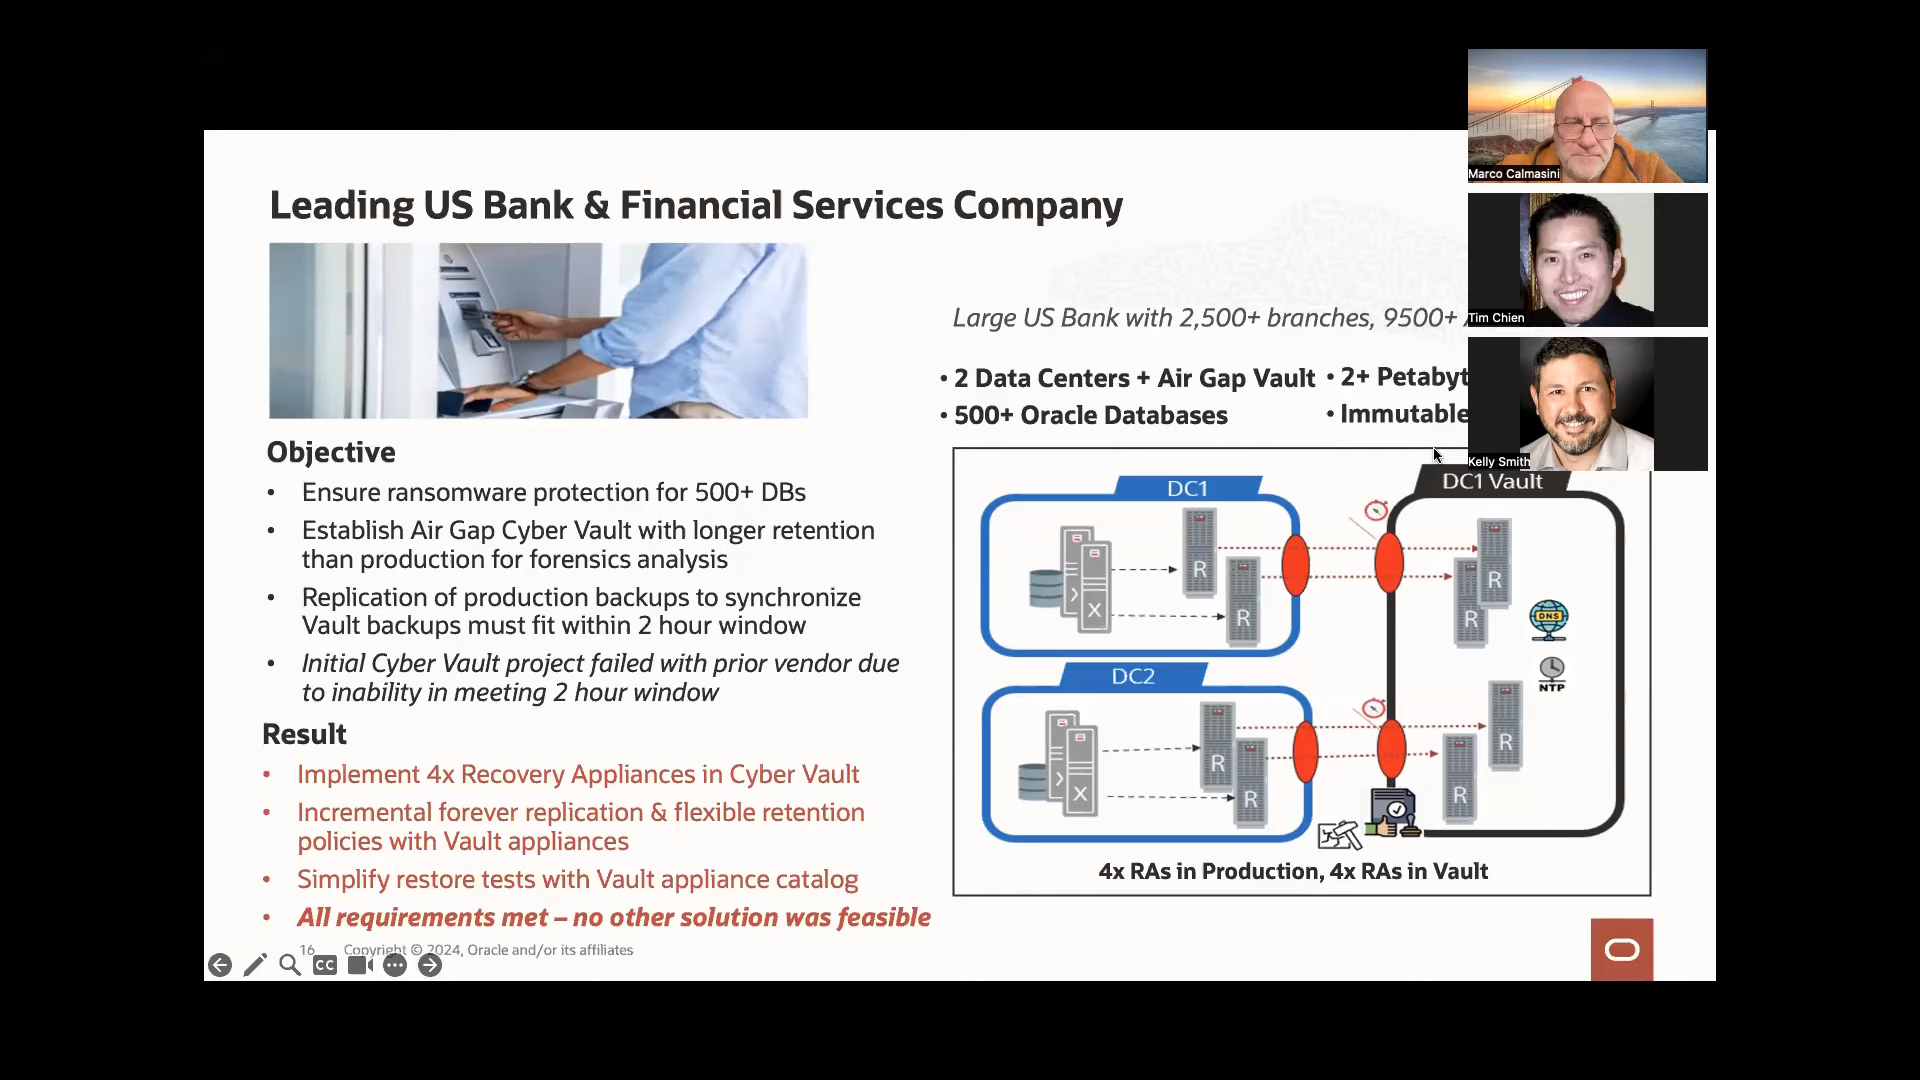 Marco Calmasini
Tim Chien
Kelly Smith
Leading US Bank & Financial Services Company
Large US Bank with 2,500+ branches, 9500+
• 2 Data Centers + Air Gap Vault
• 500+ Oracle Databases
• 2+ Petabyt
• Immutable
Objective
• Ensure ransomware protection for 500+ DBs
• Establish Air Gap Cyber Vault with longer retention
than production for forensics analysis
• Replication of production backups to synchronize
Vault backups must fit within 2 hour window
• Initial Cyber Vault project failed with prior vendor due
to inability in meeting 2 hour window
Result
• Implement 4x Recovery Appliances in Cyber Vault
• Incremental forever replication & flexible retention
policies with Vault appliances
• Simplify restore tests with Vault appliance catalog
• All requirements met – no other solution was feasible
DC1
X
R
R
DC1 Vault
R
R
DNS
NTP
DC2
X
R
R
R
R
4x RAs in Production, 4x RAs in Vault
16 Copyright © 2024, Oracle and/or its affiliates
CC